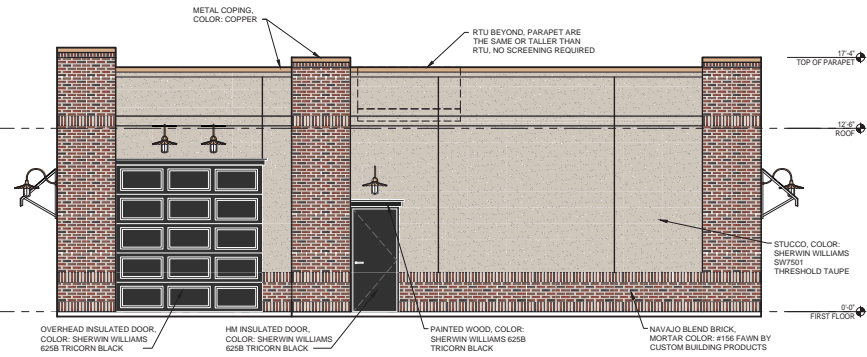 METAL COPING,
COLOR: COPPER
RTU BEYOND, PARAPET ARE
THE SAME OR TALLER THAN
RTU, NO SCREENING REQUIRED
17'-4"
TOP OF PARAPET
12'-6"
ROOF
STUCCO, COLOR:
SHERWIN WILLIAMS
SW7501
THRESHOLD TAUPE
0'-0"
FIRST FLOOR
OVERHEAD INSULATED DOOR,
COLOR: SHERWIN WILLIAMS
625B TRICORN BLACK
HM INSULATED DOOR,
COLOR: SHERWIN WILLIAMS
625B TRICORN BLACK
PAINTED WOOD, COLOR:
SHERWIN WILLIAMS 625B
TRICORN BLACK
NAVAJO BLEND BRICK,
MORTAR COLOR: #156 FAWN BY
CUSTOM BUILDING PRODUCTS